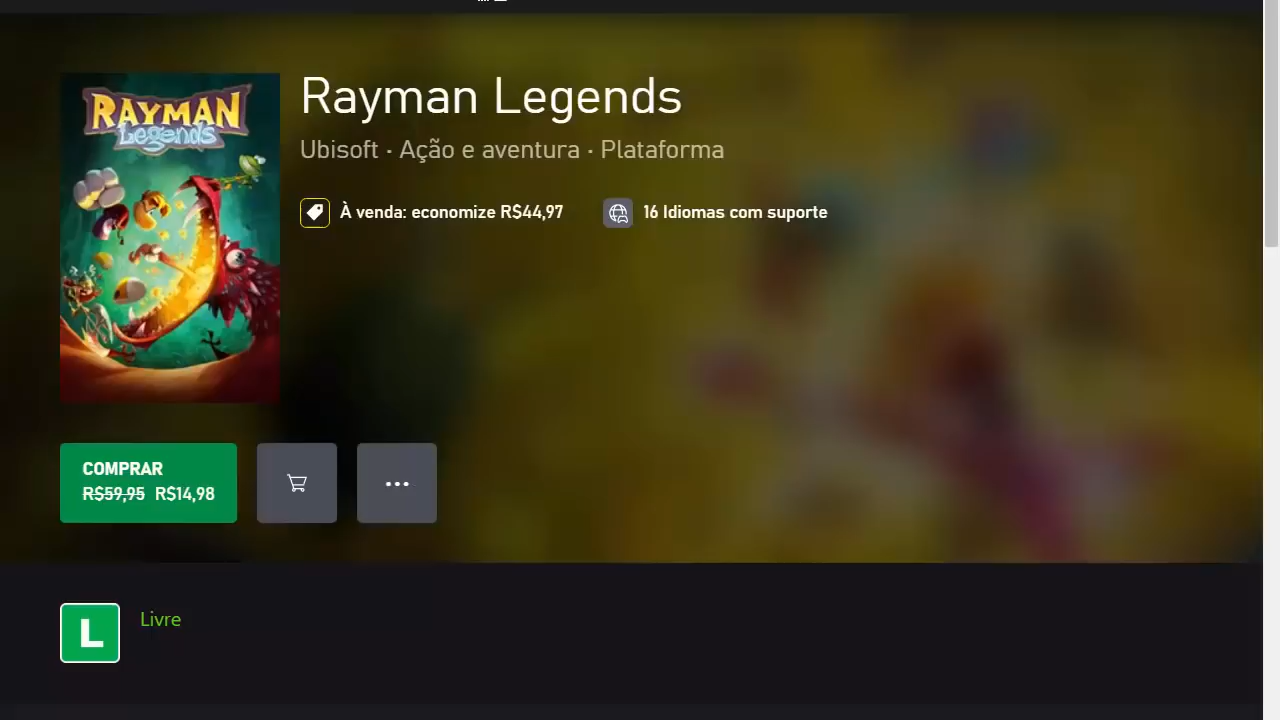 RAYMAN
Legends
Rayman Legends
Ubisoft · Ação e aventura · Plataforma
À venda: economize R$44,97
16 Idiomas com suporte
COMPRAR
R$59,95 R$14,98
L
Livre